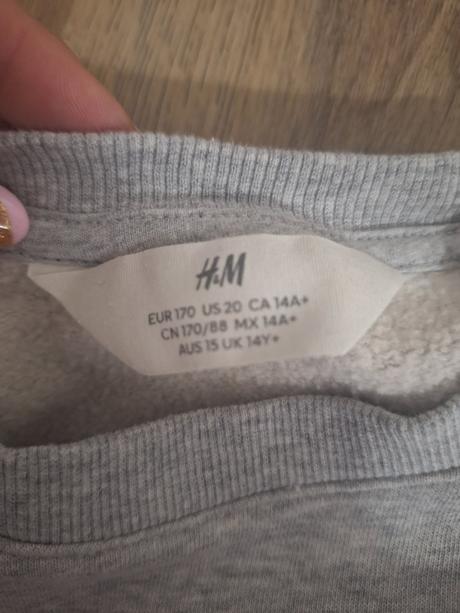 H&M
EUR 170 US 20 CA 14A+
CN 170/88 MX 14A+
AUS 15 UK 14Y+